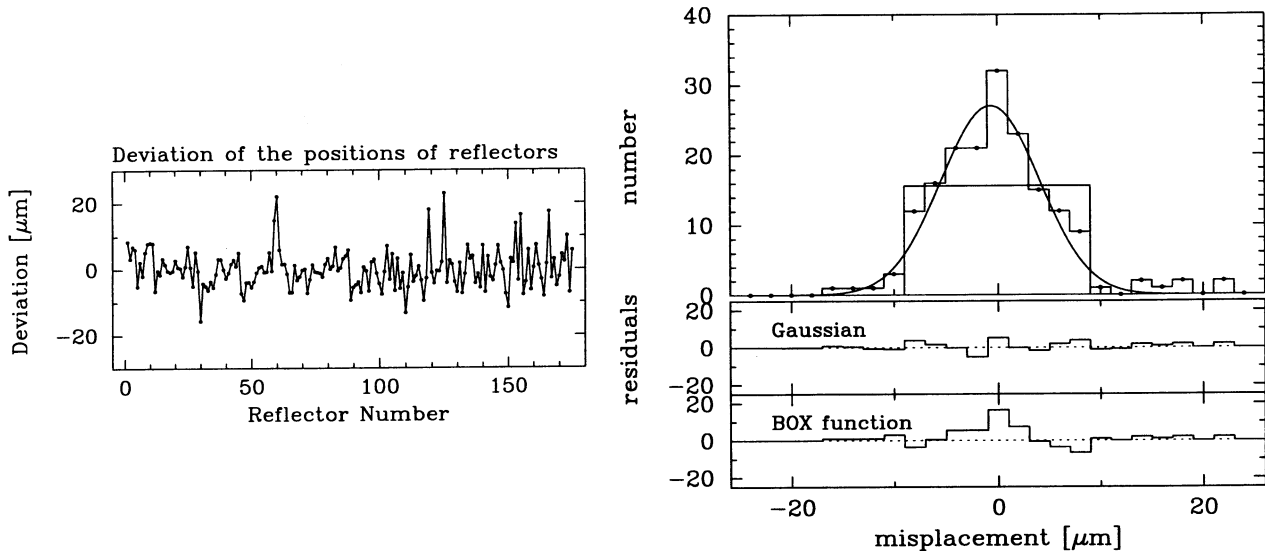 Deviation of the positions of reflectors
Deviation [μm]
20
0
−20
0
50
100
150
Reflector Number
number
40
30
20
10
0
residuals
20
0
−20
Gaussian
20
0
−20
BOX function
−20
0
20
misplacement [μm]